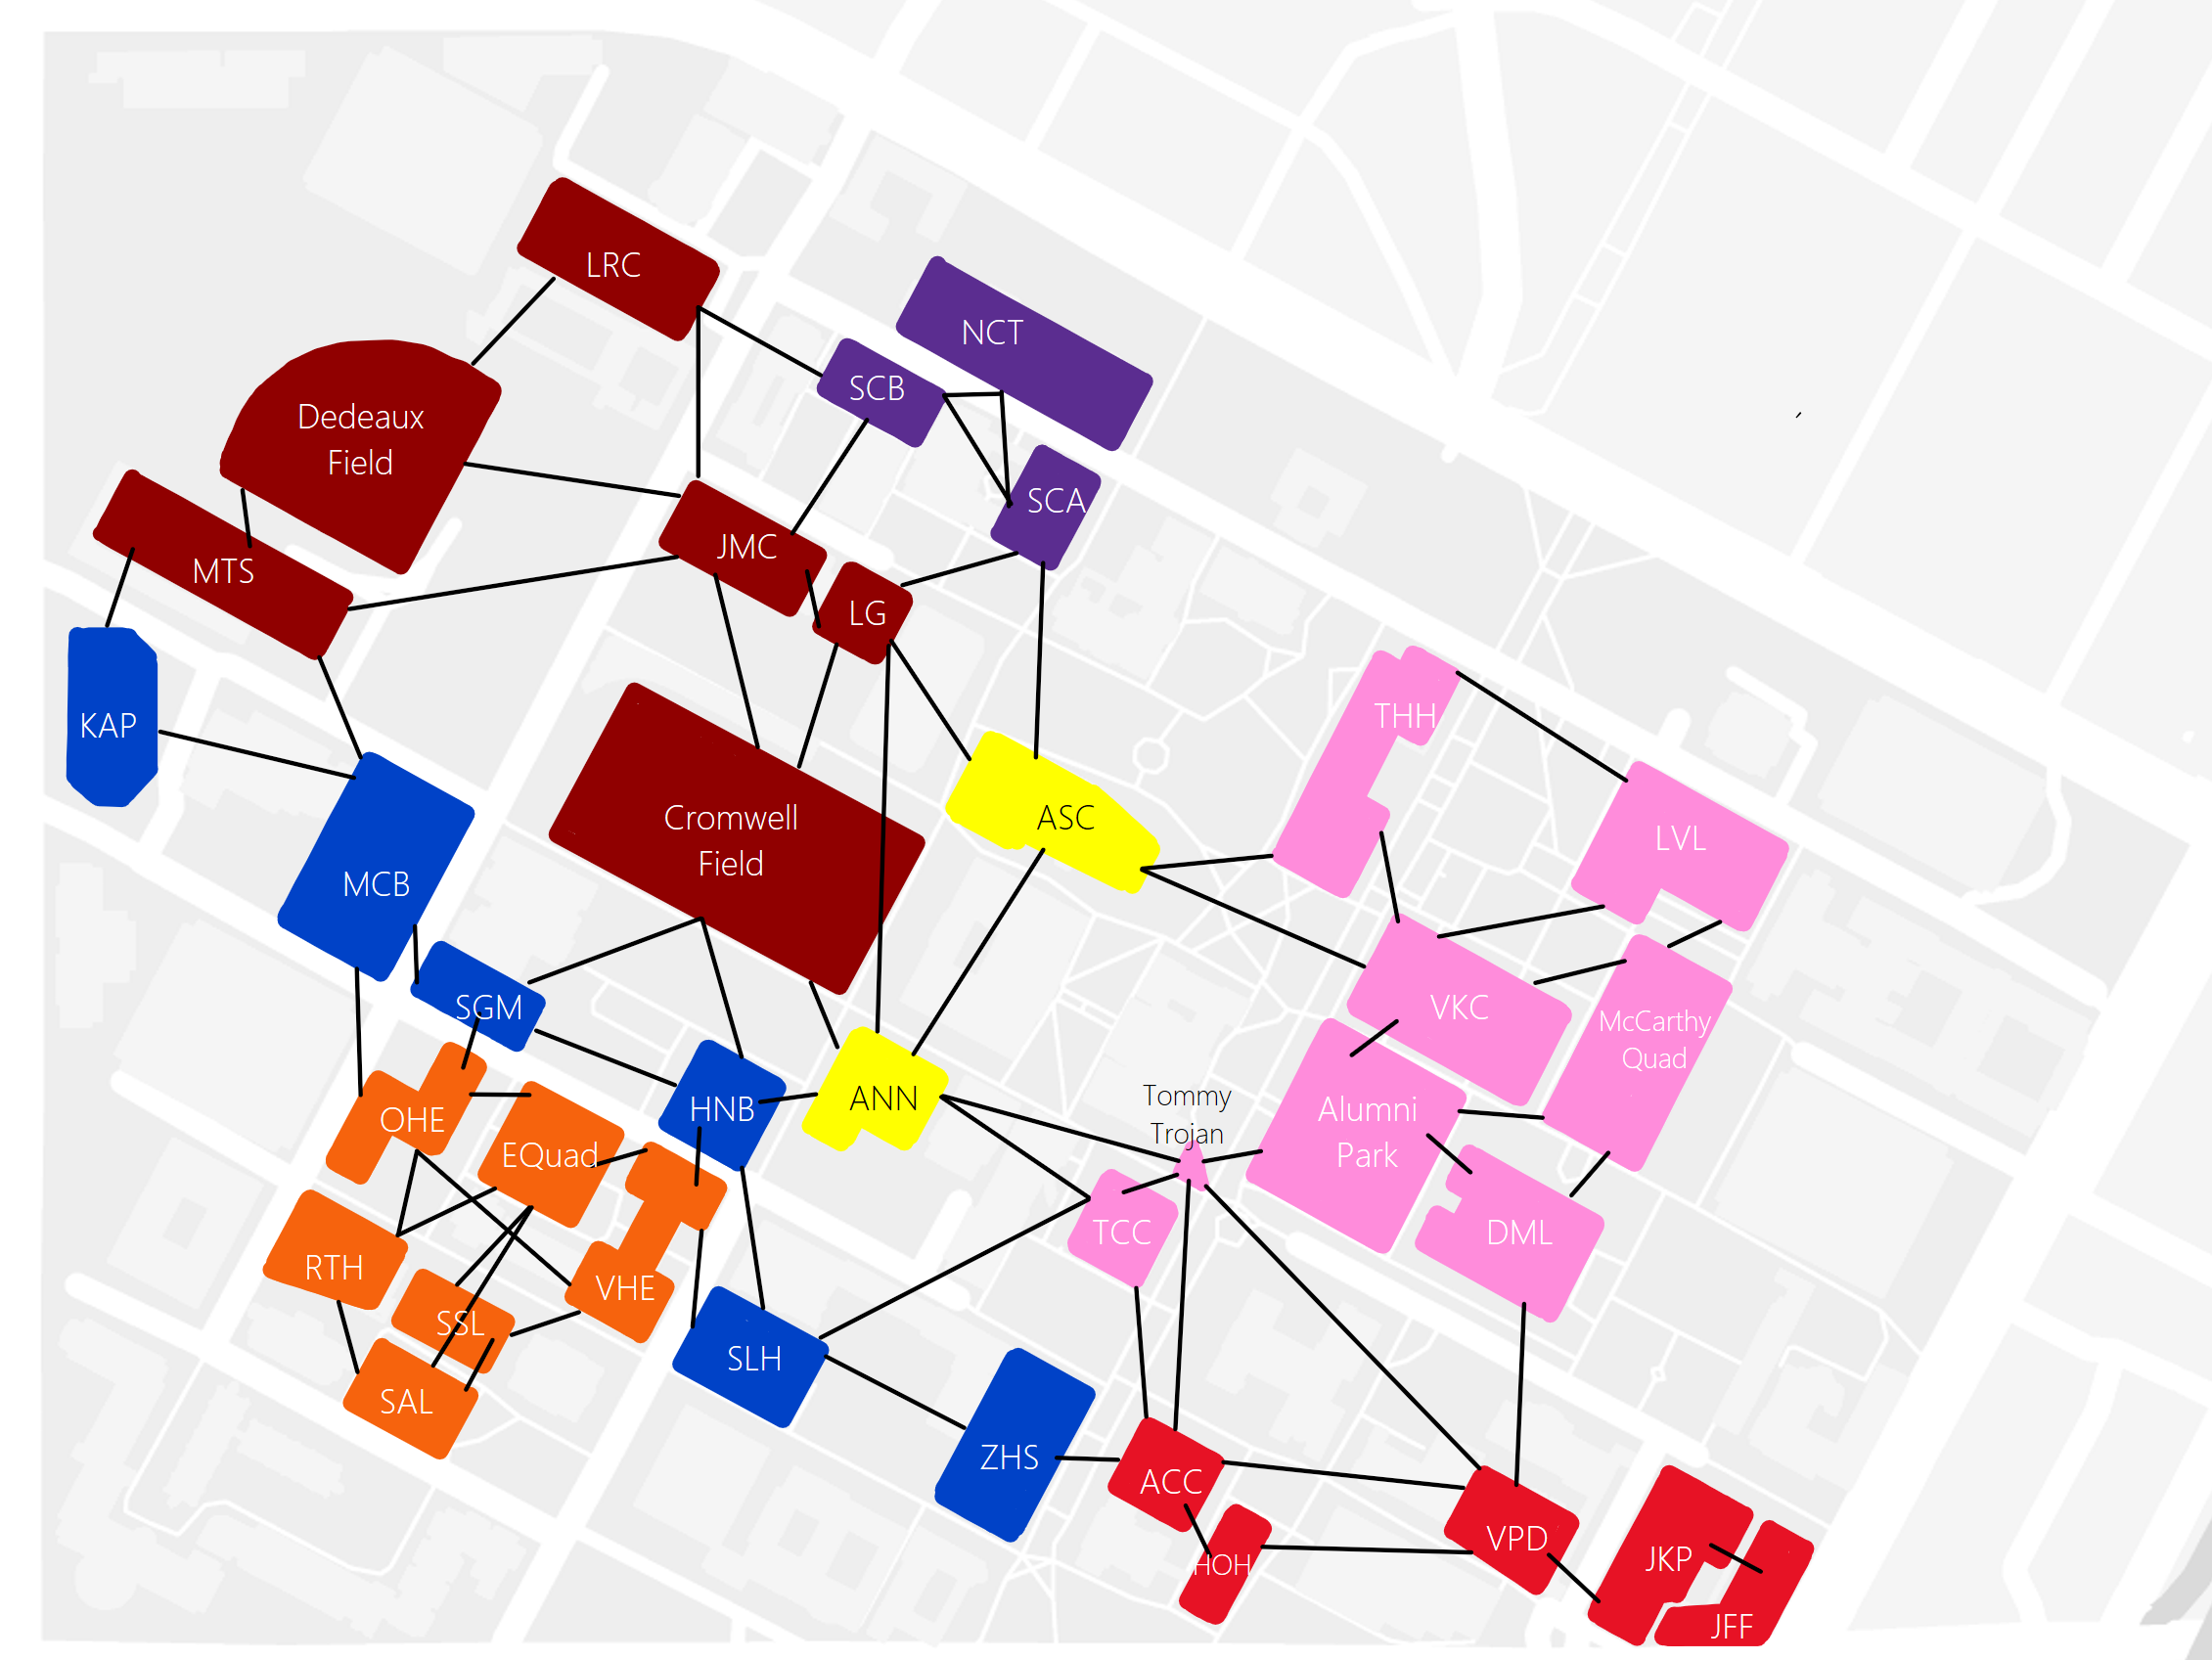 LRC
NCT
SCB
Dedeaux
Field
SCA
JMC
MTS
LG
THH
KAP
Cromwell
Field
ASC
LVL
MCB
SGM
VKC
McCarthy
Quad
HNB
ANN
Tommy
Trojan
OHE
Alumni
Park
EQuad
TCC
DML
RTH
VHE
SSL
SLH
SAL
ZHS
ACC
VPD
JKP
HOH
JFF